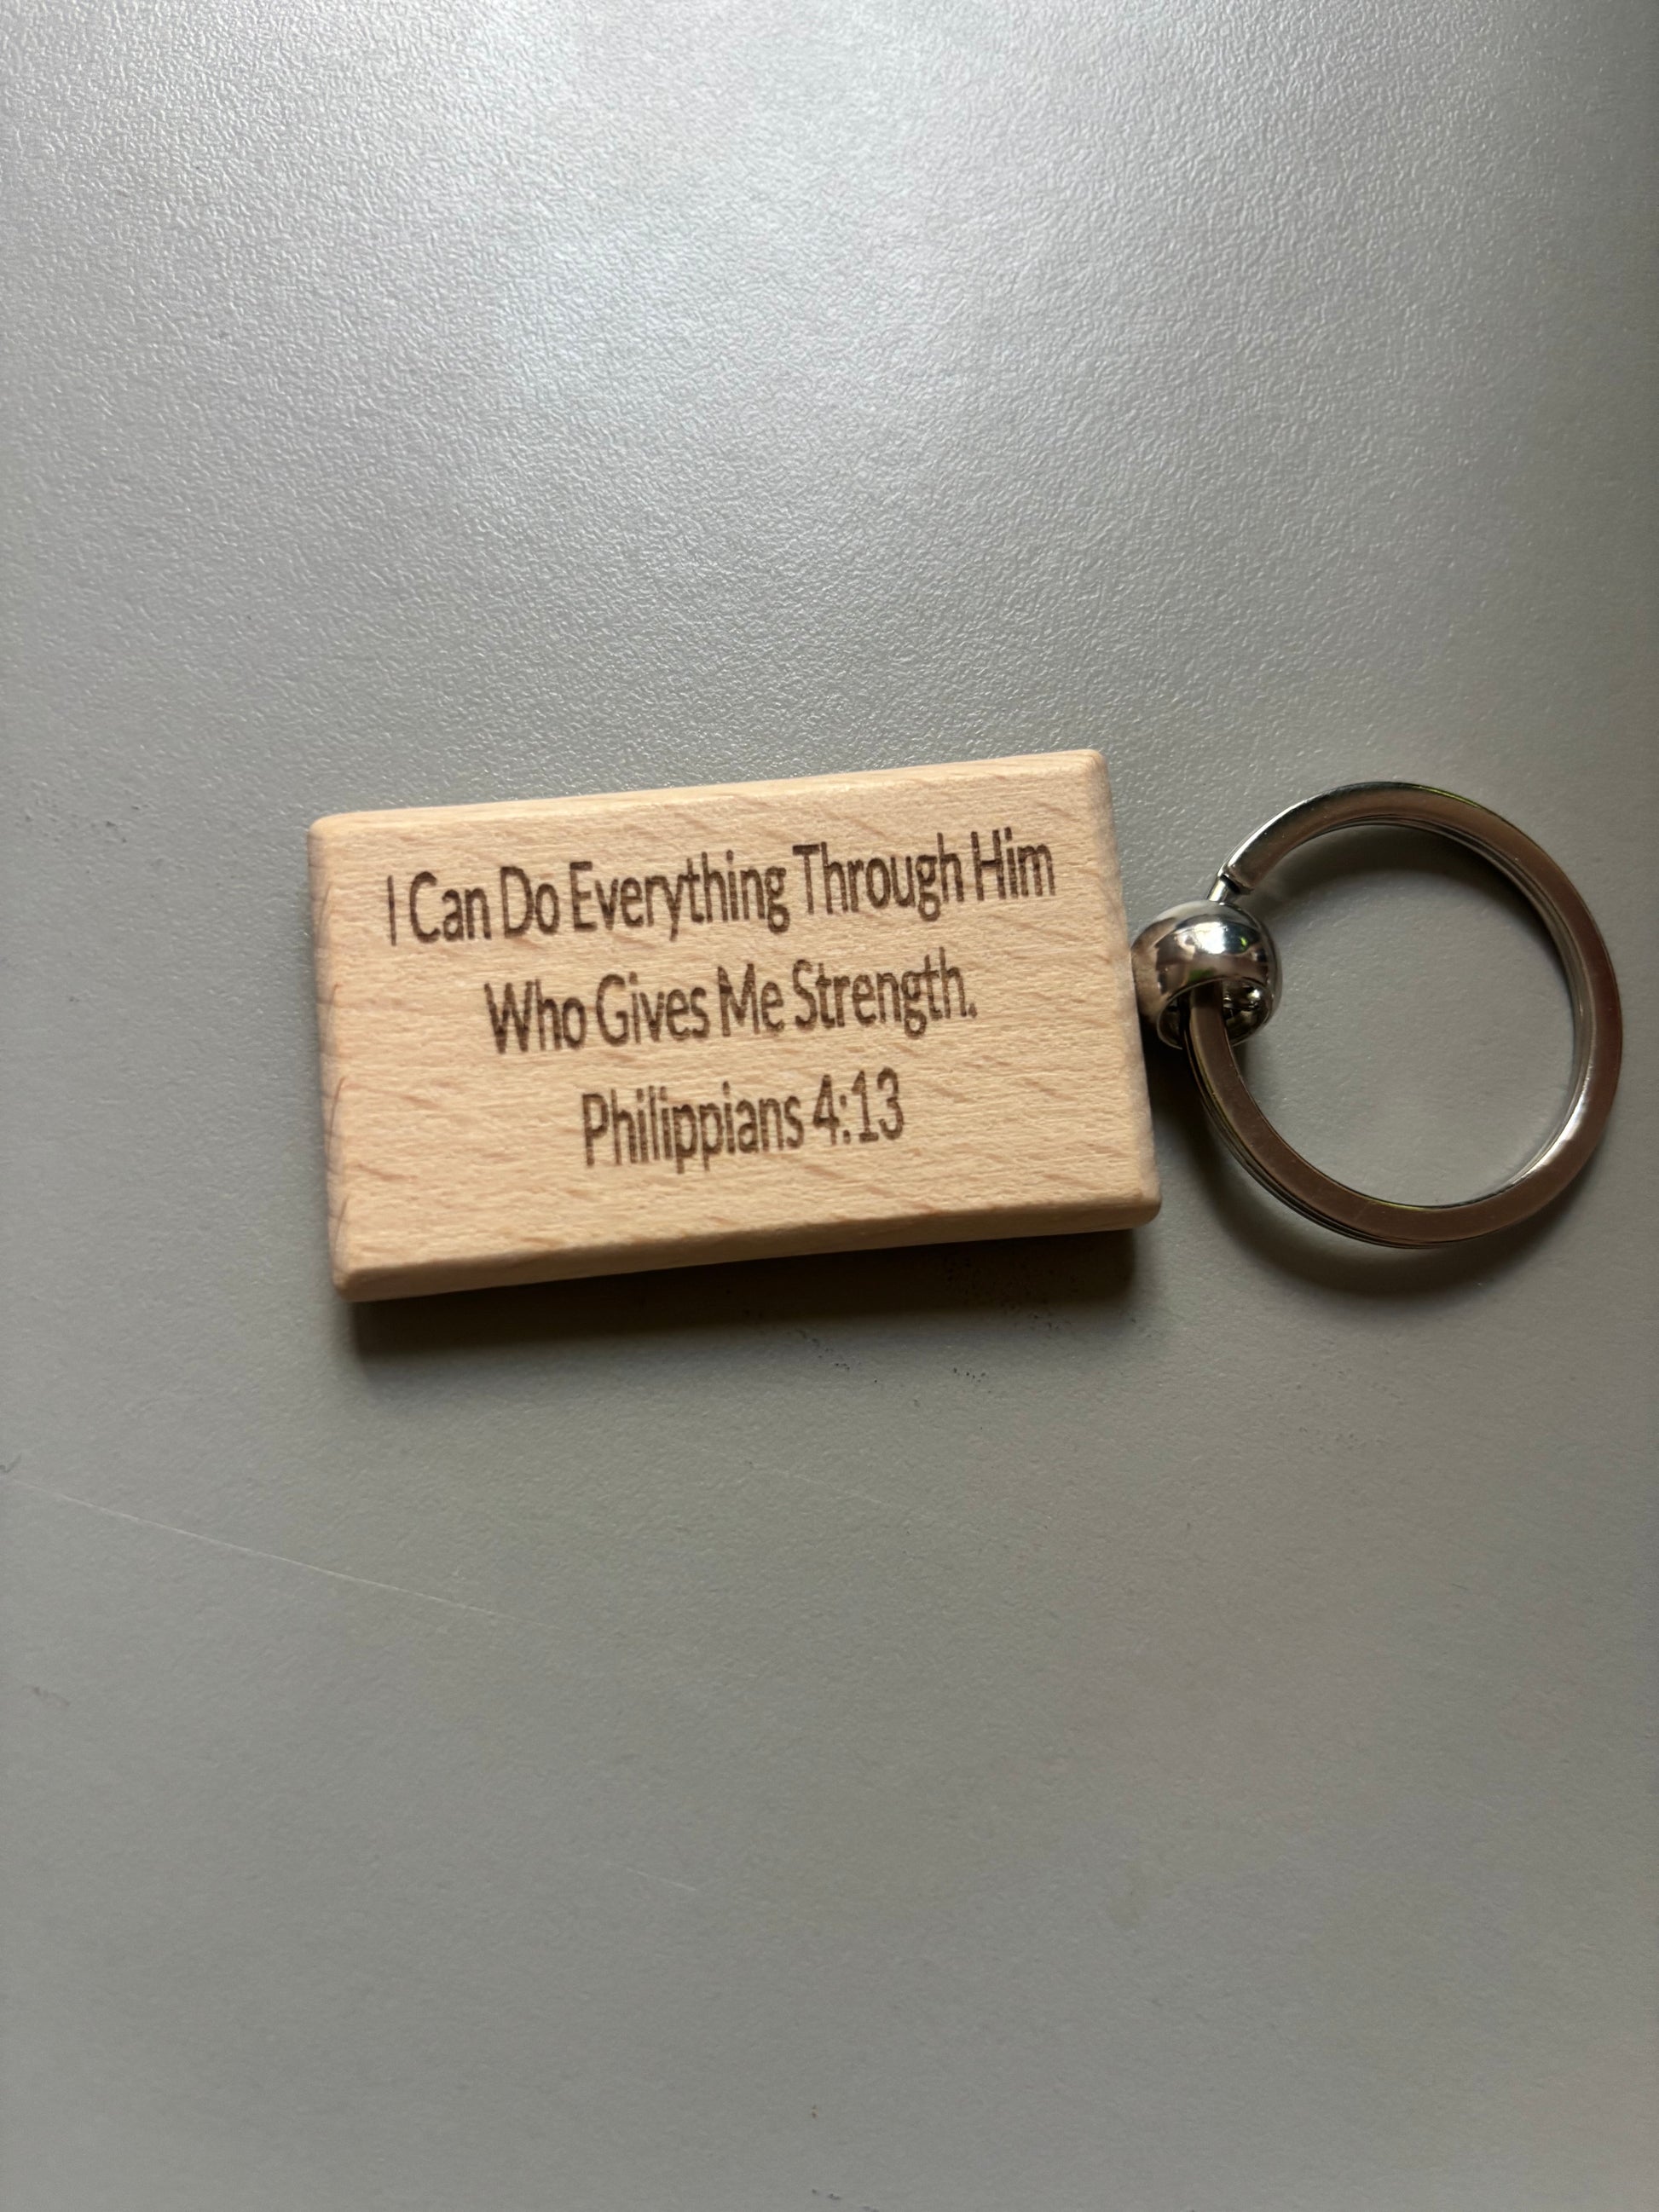 I Can Do Everything Through Him
Who Gives Me Strength.
Philippians 4:13